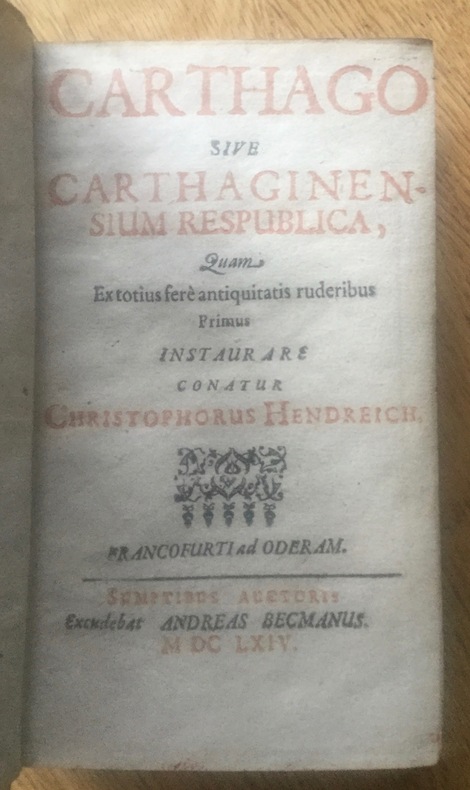 CARTHAGO
SIVE
CARTHAGINEN-
SIUM RESPUBLICA,
Quam
Ex totius ferè antiquitatis ruderibus
Primus
INSTAURARE
CONATUR
CHRISTOPHORUS HENDREICH.
FRANCOFURTI ad ODERAM.
SUMPTIBUS AUCTORIS
Excudebat ANDREAS BECMANUS.
M DC LXIV.